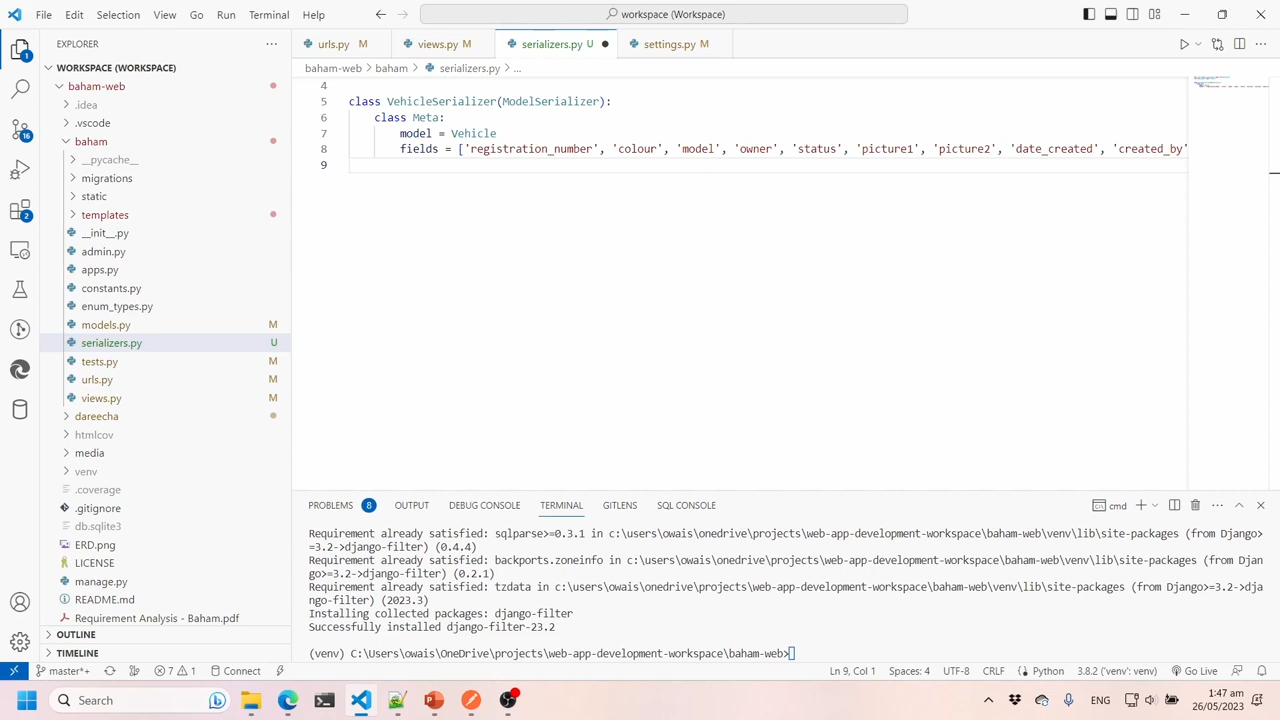 File Edit Selection View Go Run Terminal Help
workspace (Workspace)
EXPLORER
urls.py M
views.py M
serializers.py U
settings.py M
WORKSPACE (WORKSPACE)
baham-web
.idea
.vscode
baham
__pycache__
migrations
static
templates
__init__.py
admin.py
apps.py
constants.py
enum_types.py
models.py M
serializers.py U
tests.py M
urls.py M
views.py M
dareecha
htmlcov
media
venv
.coverage
.gitignore
db.sqlite3
ERD.png
LICENSE
manage.py
README.md
Requirement Analysis - Baham.pdf
OUTLINE
TIMELINE
1
16
2
baham-web > baham > serializers.py > ...
4
5 class VehicleSerializer(ModelSerializer):
6 class Meta:
7 model = Vehicle
8 fields = ['registration_number', 'colour', 'model', 'owner', 'status', 'picture1', 'picture2', 'date_created', 'created_by'
9
PROBLEMS 8 OUTPUT DEBUG CONSOLE TERMINAL GITLENS SQL CONSOLE
cmd
Requirement already satisfied: sqlparse>=0.3.1 in c:\users\owais\onedrive\projects\web-app-development-workspace\baham-web\venv\lib\site-packages (from Django>
=3.2->django-filter) (0.4.4)
Requirement already satisfied: backports.zoneinfo in c:\users\owais\onedrive\projects\web-app-development-workspace\baham-web\venv\lib\site-packages (from Djan
go>=3.2->django-filter) (0.2.1)
Requirement already satisfied: tzdata in c:\users\owais\onedrive\projects\web-app-development-workspace\baham-web\venv\lib\site-packages (from Django>=3.2->dja
ngo-filter) (2023.3)
Installing collected packages: django-filter
Successfully installed django-filter-23.2
(venv) C:\Users\owais\OneDrive\projects\web-app-development-workspace\baham-web>
master*+ 7 1 Connect Ln 9, Col 1 Spaces: 4 UTF-8 CRLF Python 3.8.2 ('venv': venv) Go Live
Search
ENG
1:47 am
26/05/2023